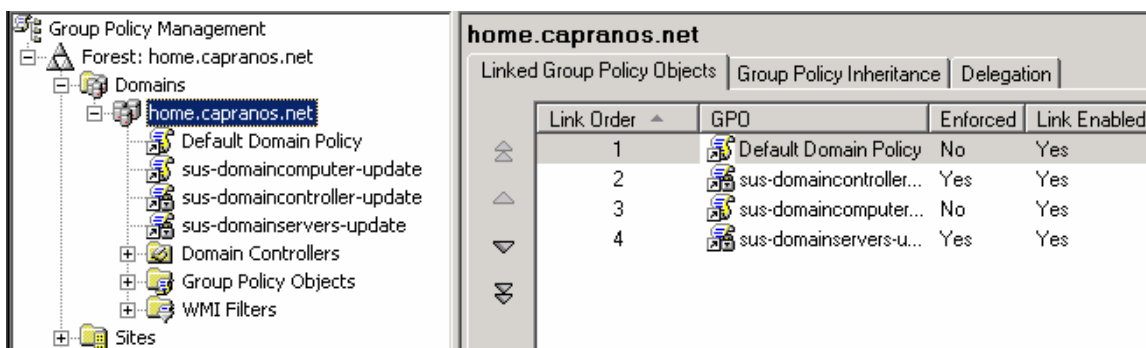 Group Policy Management
Forest: home.capranos.net
Domains
home.capranos.net
Default Domain Policy
sus-domaincomputer-update
sus-domaincontroller-update
sus-domainservers-update
Domain Controllers
Group Policy Objects
WMI Filters
Sites
home.capranos.net
Linked Group Policy Objects Group Policy Inheritance Delegation
Link Order GPO Enforced Link Enabled
1 Default Domain Policy No Yes
2 sus-domaincontroller... Yes Yes
3 sus-domaincomputer... No Yes
4 sus-domainservers-u... Yes Yes